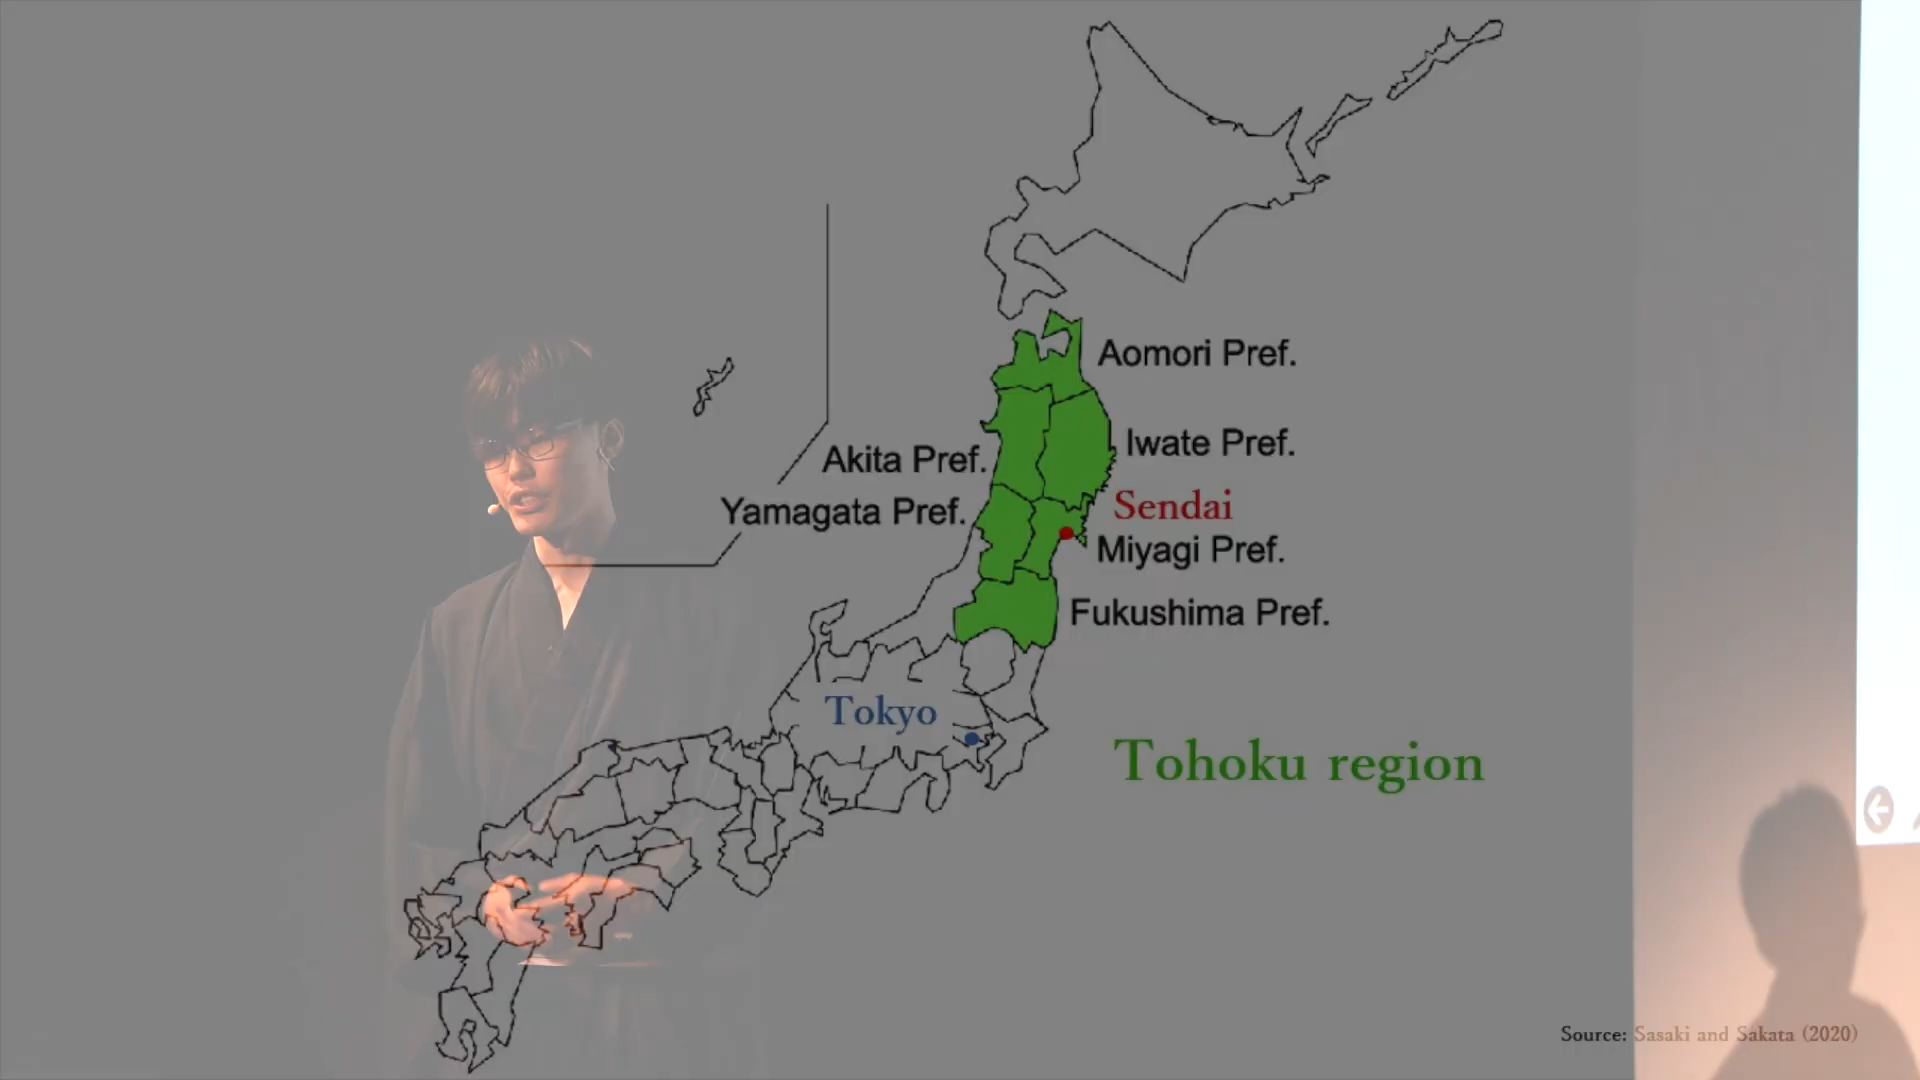 Aomori Pref.
Iwate Pref.
Akita Pref.
Sendai
Yamagata Pref.
Miyagi Pref.
Fukushima Pref.
Tokyo
Tohoku region
Source: Sasaki and Sakata (2020)